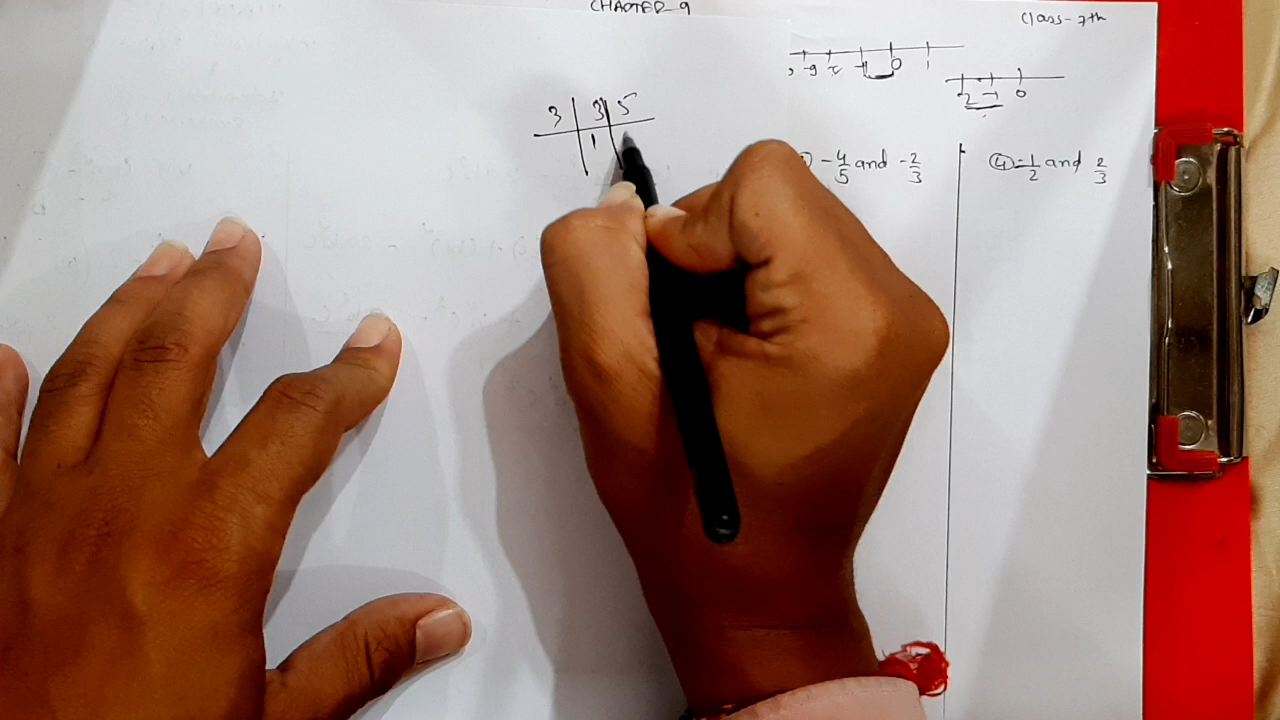 CHAPTER-9
Class-7th
0 1
-2 -1 0
3 3 5
1
-4/5 and -2/3
④ -1/2 and 2/3